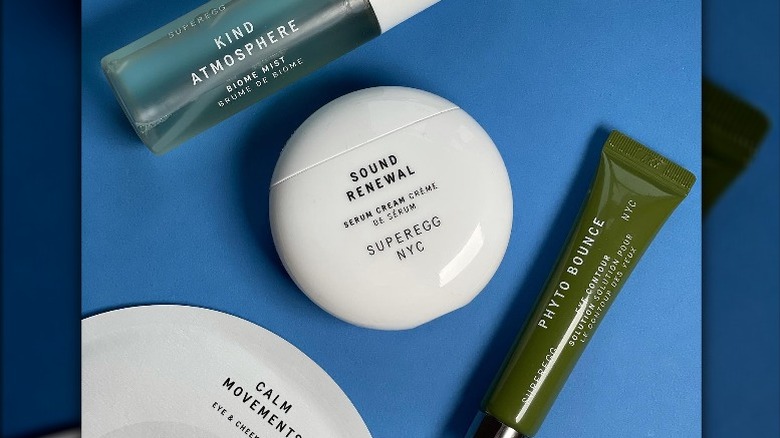 SUPEREGG
KIND
ATMOSPHERE
BIOME MIST
BRUME DE BIOME
SOUND
RENEWAL
SERUM CREAM CRÈME
DE SÉRUM
SUPEREGG
NYC
PHYTO BOUNCE
EYE CONTOUR
SOLUTION SOLUTION POUR
LE CONTOUR DES YEUX
SUPEREGG NYC
CALM
MOVEMENTS
EYE & CHEEK